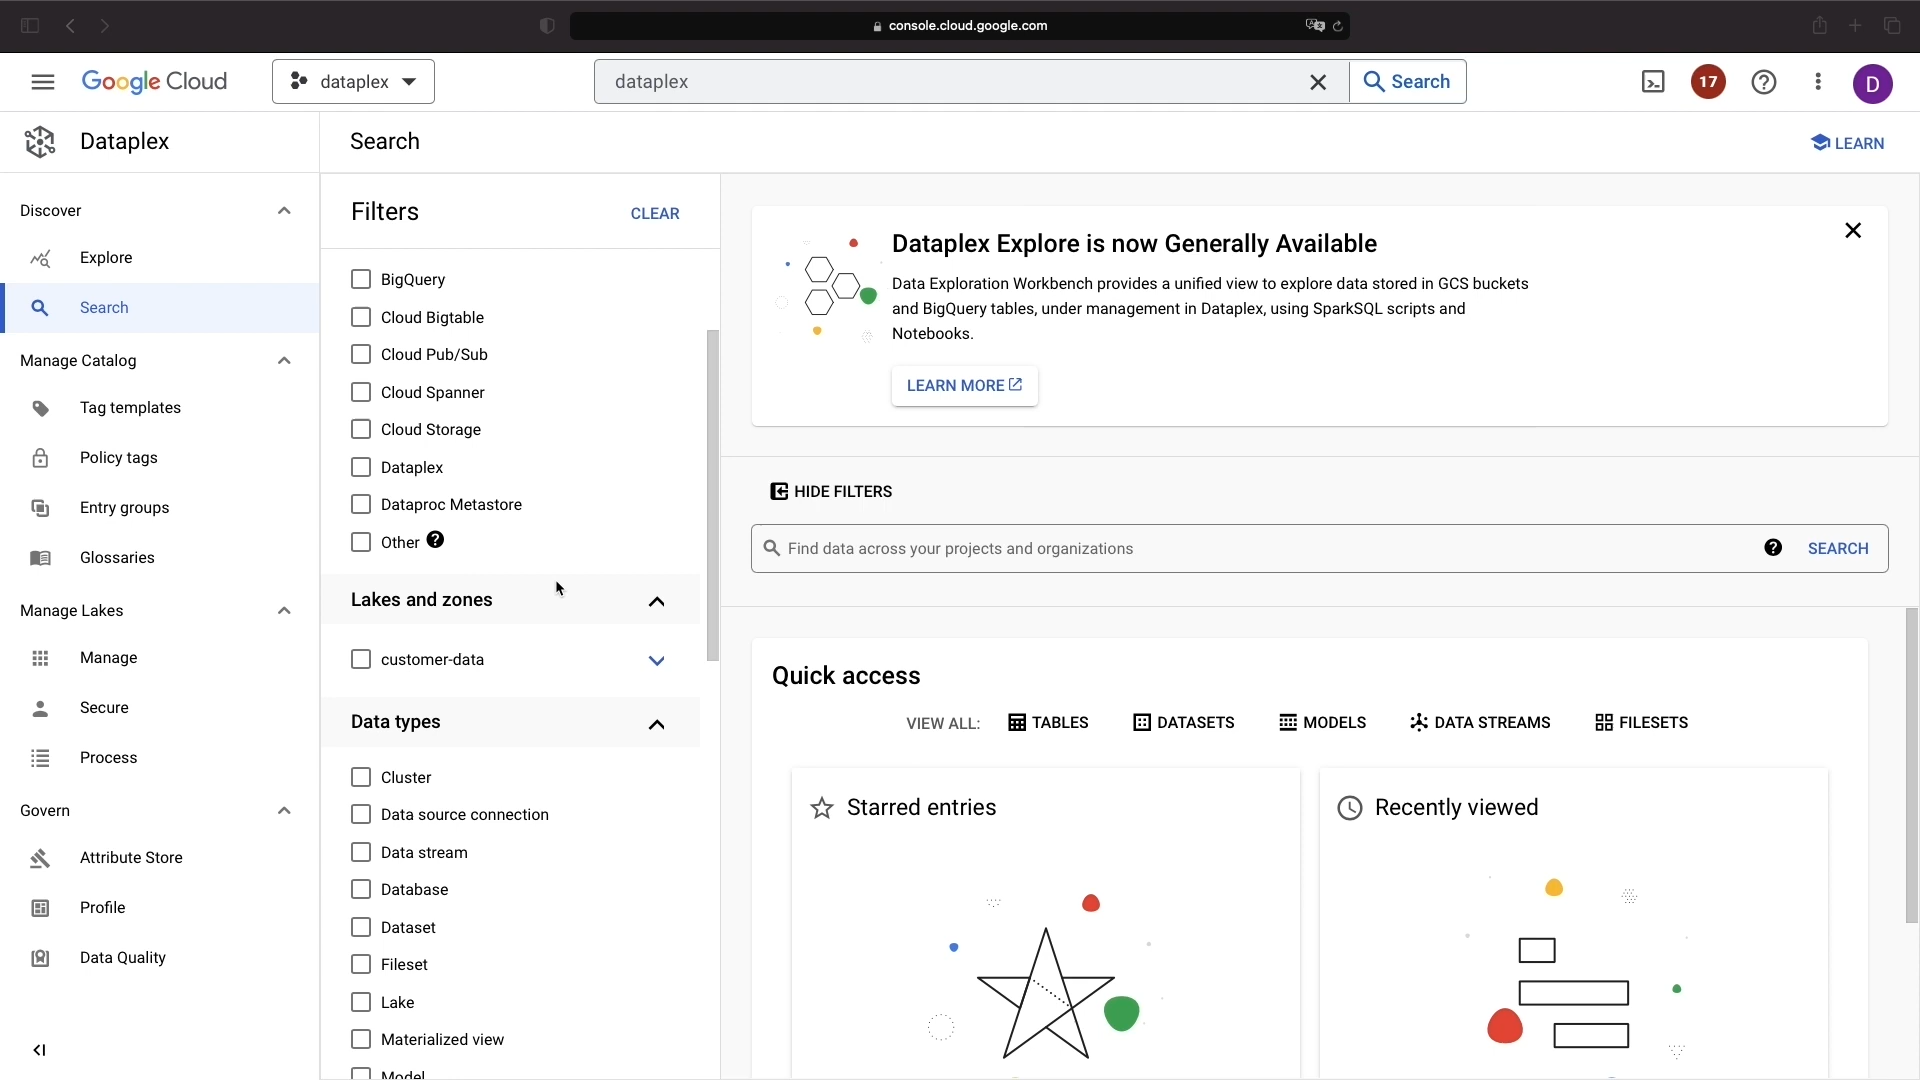 console.cloud.google.com
Google Cloud
dataplex
dataplex
Search
17
D
Dataplex
Search
LEARN
Discover
Explore
Search
Manage Catalog
Tag templates
Policy tags
Entry groups
Glossaries
Manage Lakes
Manage
Secure
Process
Govern
Attribute Store
Profile
Data Quality
Filters
CLEAR
BigQuery
Cloud Bigtable
Cloud Pub/Sub
Cloud Spanner
Cloud Storage
Dataplex
Dataproc Metastore
Other
Lakes and zones
customer-data
Data types
Cluster
Data source connection
Data stream
Database
Dataset
Fileset
Lake
Materialized view
Model
Dataplex Explore is now Generally Available
Data Exploration Workbench provides a unified view to explore data stored in GCS buckets
and BigQuery tables, under management in Dataplex, using SparkSQL scripts and
Notebooks.
LEARN MORE
HIDE FILTERS
Find data across your projects and organizations
SEARCH
Quick access
VIEW ALL: TABLES DATASETS MODELS DATA STREAMS FILESETS
Starred entries
Recently viewed